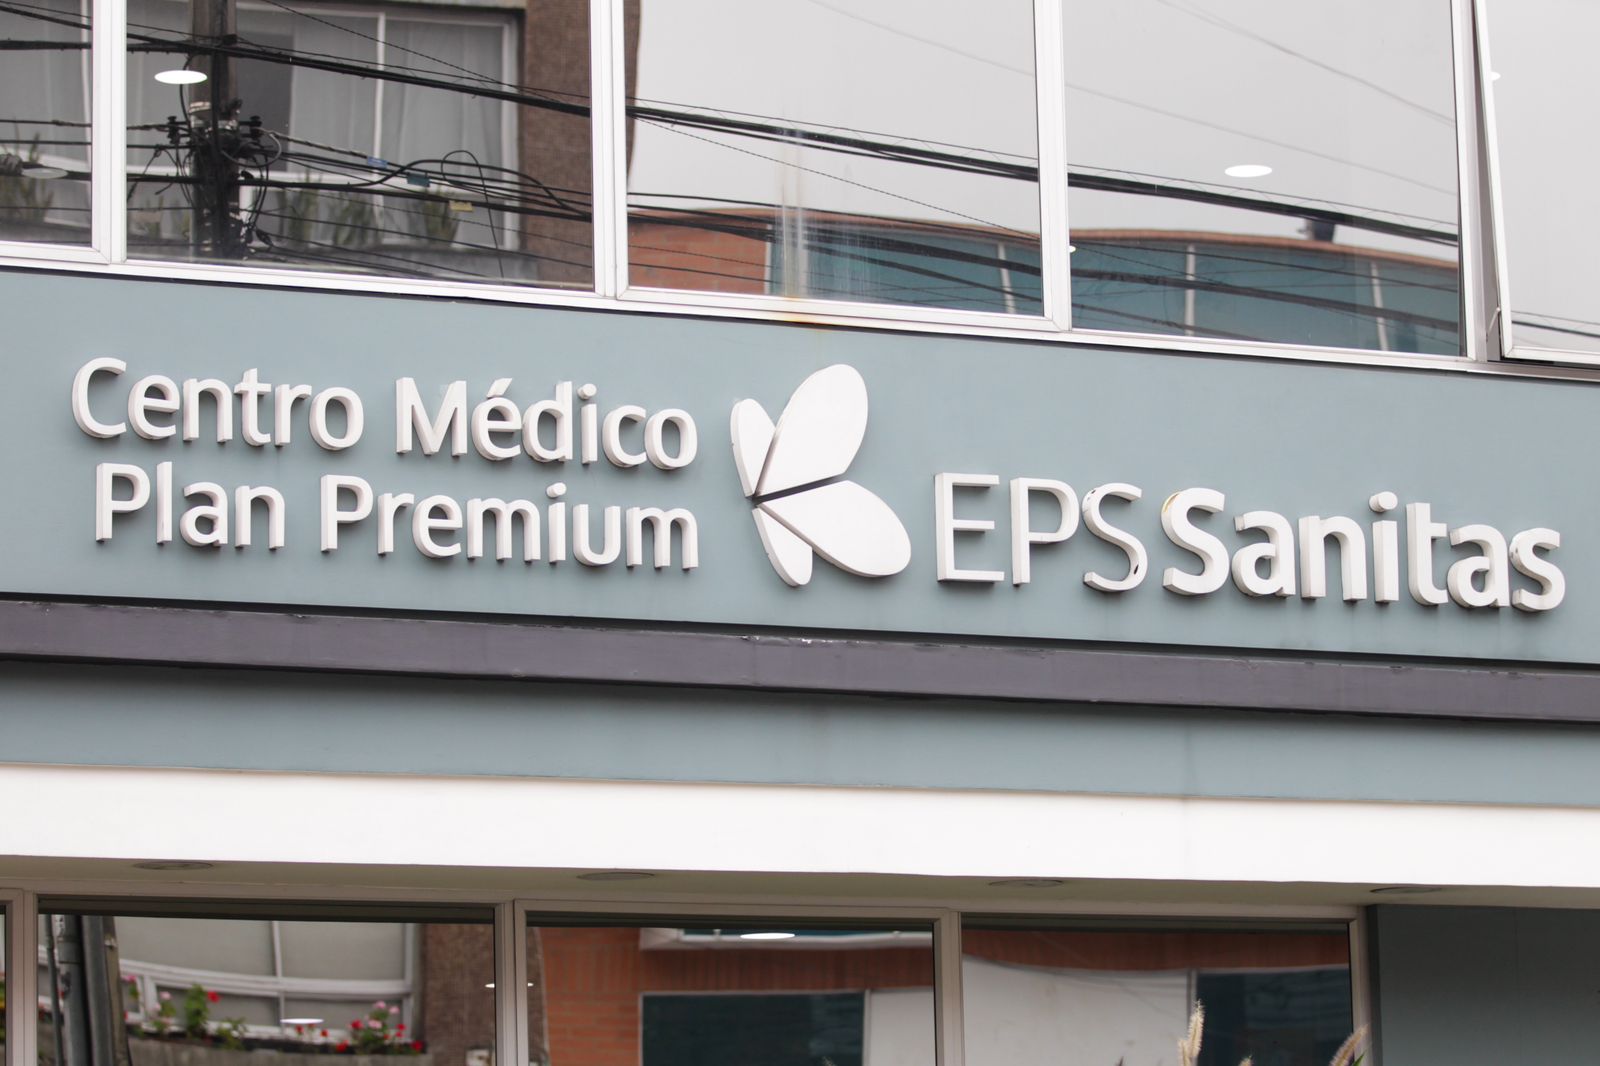 Centro Médico
Plan Premium
EPS Sanitas